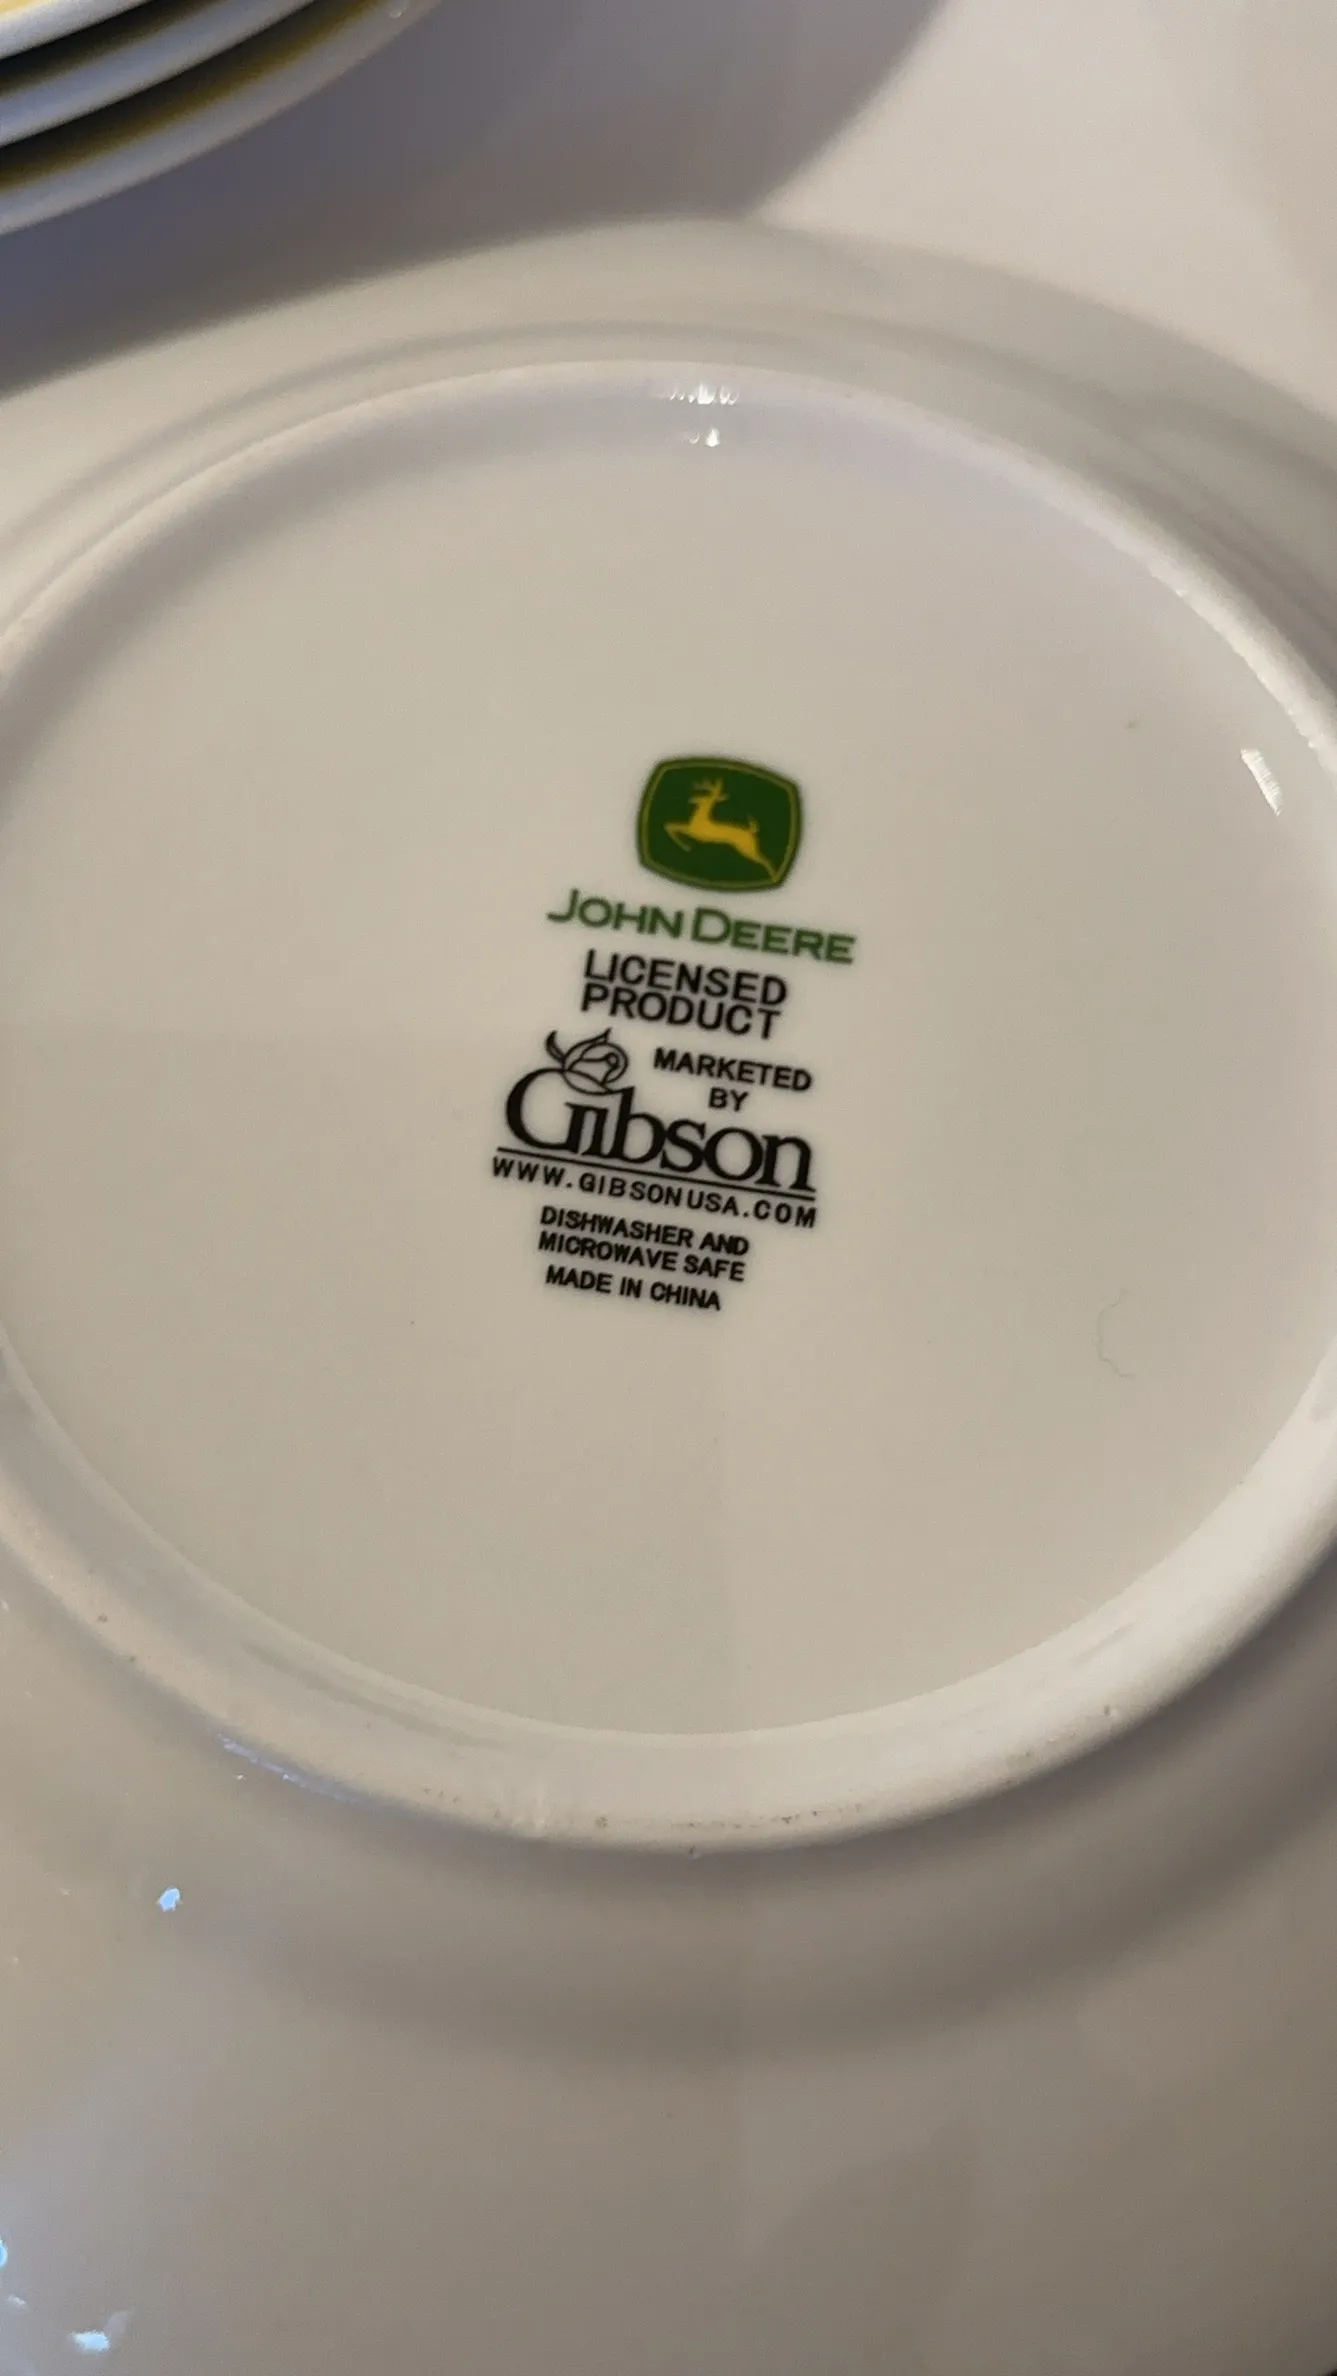 JOHN DEERE
LICENSED
PRODUCT
MARKETED
BY
Gibson
WWW.GIBSONUSA.COM
DISHWASHER AND
MICROWAVE SAFE
MADE IN CHINA